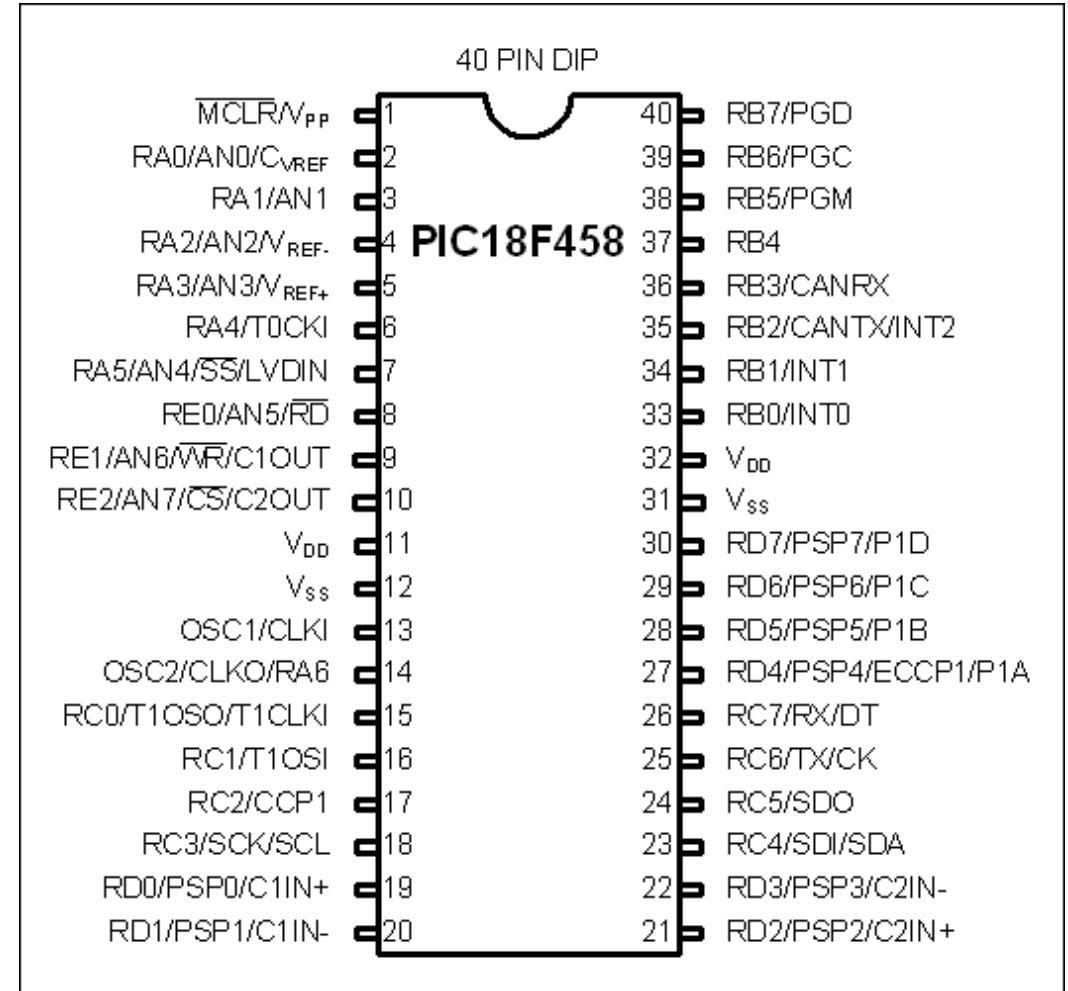 40 PIN DIP
MCLR/VPP 1 40 RB7/PGD
RA0/AN0/CVREF 2 39 RB6/PGC
RA1/AN1 3 38 RB5/PGM
RA2/AN2/VREF- 4 PIC18F458 37 RB4
RA3/AN3/VREF+ 5 36 RB3/CANRX
RA4/T0CKI 6 35 RB2/CANTX/INT2
RA5/AN4/SS/LVDIN 7 34 RB1/INT1
RE0/AN5/RD 8 33 RB0/INT0
RE1/AN6/WR/C1OUT 9 32 VDD
RE2/AN7/CS/C2OUT 10 31 VSS
VDD 11 30 RD7/PSP7/P1D
VSS 12 29 RD6/PSP6/P1C
OSC1/CLKI 13 28 RD5/PSP5/P1B
OSC2/CLKO/RA6 14 27 RD4/PSP4/ECCP1/P1A
RC0/T1OSO/T1CLKI 15 26 RC7/RX/DT
RC1/T1OSI 16 25 RC6/TX/CK
RC2/CCP1 17 24 RC5/SDO
RC3/SCK/SCL 18 23 RC4/SDI/SDA
RD0/PSP0/C1IN+ 19 22 RD3/PSP3/C2IN-
RD1/PSP1/C1IN- 20 21 RD2/PSP2/C2IN+